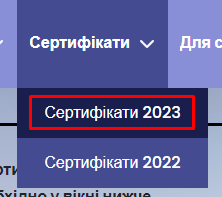 Сертифікати Для
Сертифікати 2023
Сертифікати 2022
у вікні нижче